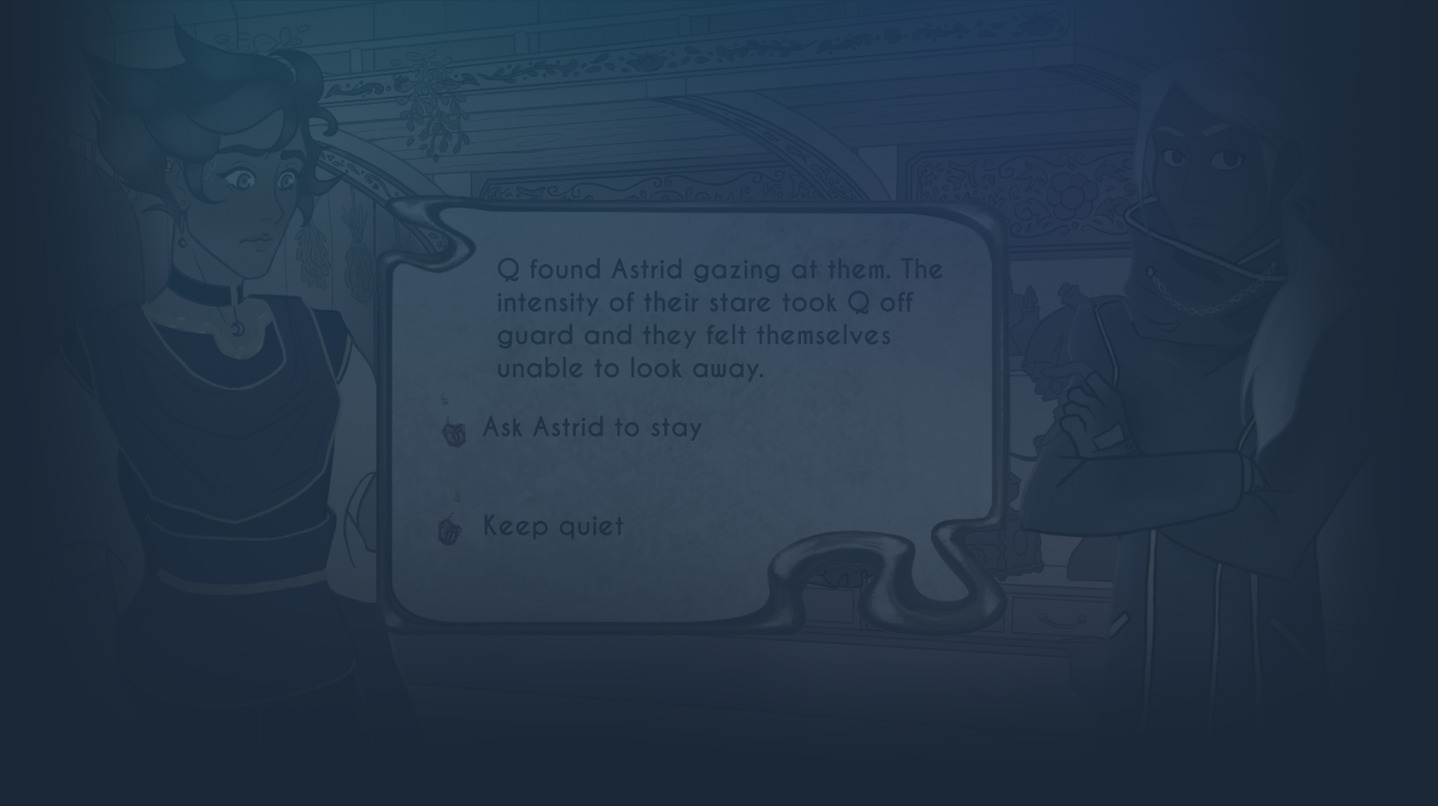 Q found Astrid gazing at them. The
intensity of their stare took Q off
guard and they felt themselves
unable to look away.
Ask Astrid to stay
Keep quiet